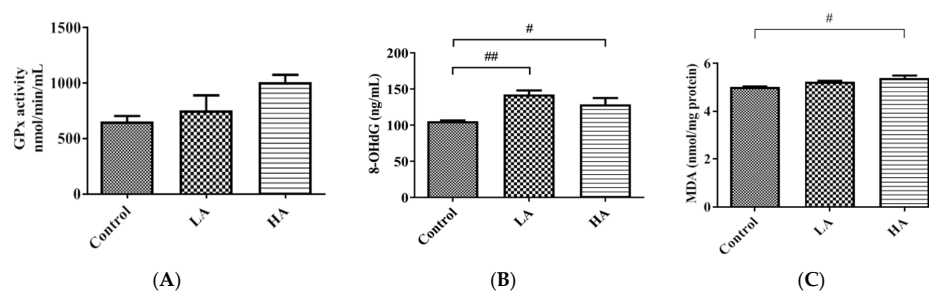 GPx activity
nmol/min/mL
1500
1000
500
0
Control
LA
HA
(A)
#
##
8-OHdG (ng/mL)
200
150
100
50
0
Control
LA
HA
(B)
#
MDA (nmol/mg protein)
6
4
2
0
Control
LA
HA
(C)